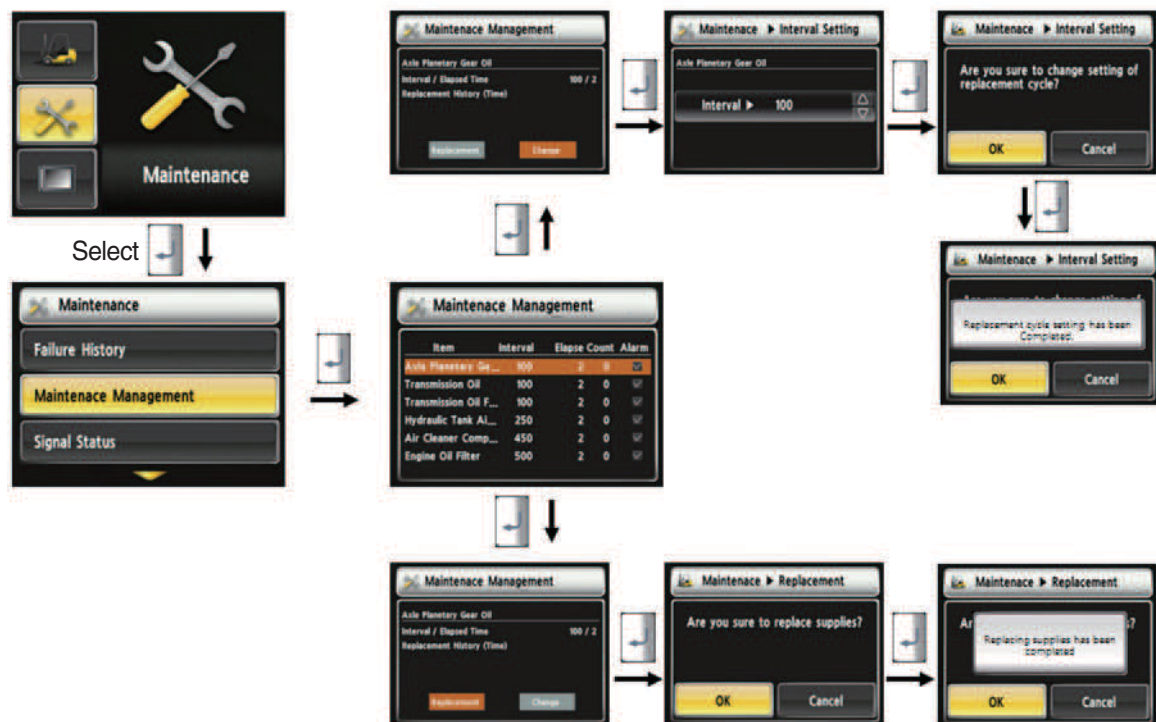 Maintenance
Select
Maintenance
Failure History
Maintenace Management
Signal Status
Maintenace Management
Axle Planetary Gear Oil
Interval / Elapsed Time 100 / 2
Replacement History (Time)
Replacement Change
Maintenace ▶ Interval Setting
Axle Planetary Gear Oil
Interval ▶ 100
Maintenace ▶ Interval Setting
Are you sure to change setting of
replacement cycle?
OK Cancel
Maintenace ▶ Interval Setting
Replacement cycle setting has been
Completed.
OK Cancel
Maintenace Management
Item Interval Elapse Count Alarm
Axle Planetary Ge... 100 2 0
Transmission Oil 100 2 0
Transmission Oil F... 100 2 0
Hydraulic Tank Ai... 250 2 0
Air Cleaner Comp... 450 2 0
Engine Oil Filter 500 2 0
Maintenace Management
Axle Planetary Gear Oil
Interval / Elapsed Time 100 / 2
Replacement History (Time)
Replacement Change
Maintenace ▶ Replacement
Are you sure to replace supplies?
OK Cancel
Maintenace ▶ Replacement
Ar s?
Replacing supplies has been
completed
OK Cancel